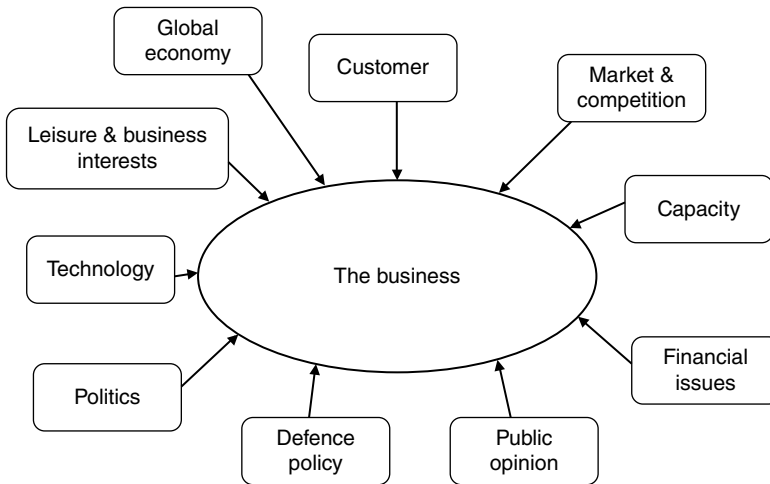 Global
economy
Customer
Market &
competition
Leisure & business
interests
Capacity
Technology
The business
Financial
issues
Politics
Defence
policy
Public
opinion